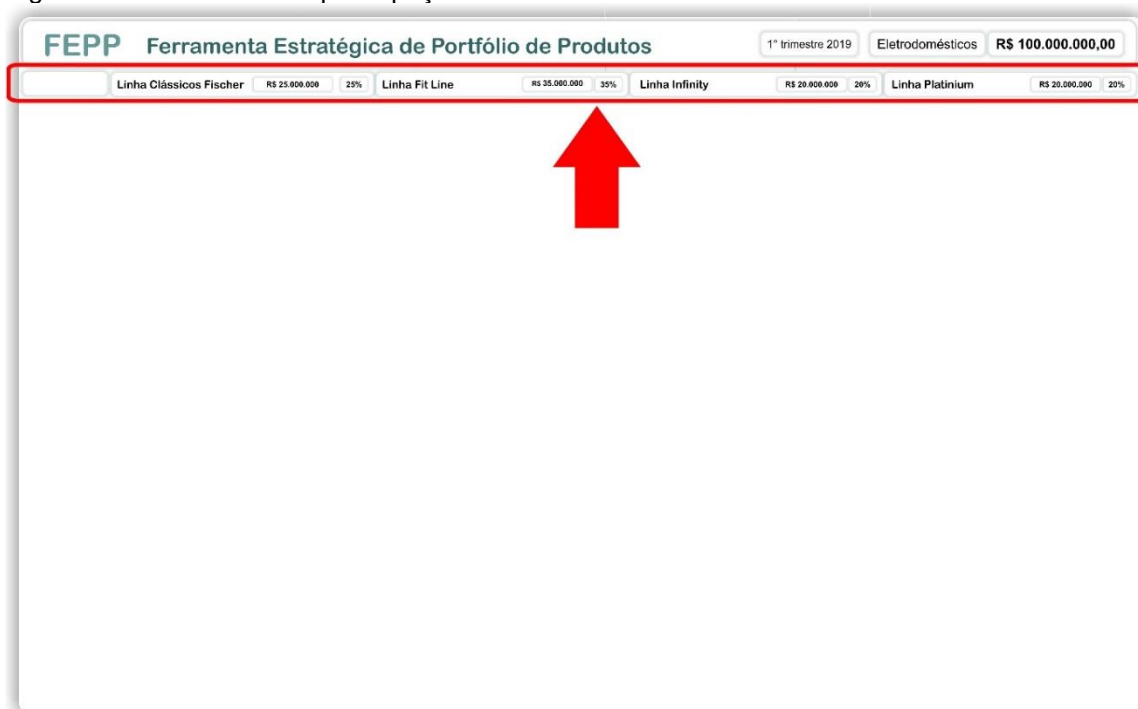 FEPP Ferramenta Estratégica de Portfólio de Produtos 1° trimestre 2019 Eletrodomésticos R$ 100.000.000,00
Linha Clássicos Fischer R$ 25.000.000 25% Linha Fit Line R$ 35.000.000 35% Linha Infinity R$ 20.000.000 20% Linha Platinium R$ 20.000.000 20%